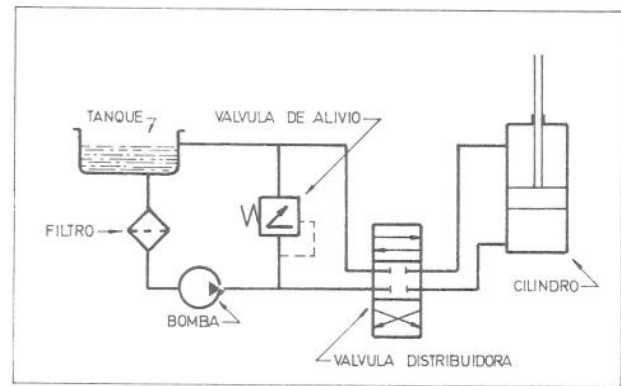 TANQUE
VALVULA DE ALIVIO
FILTRO
BOMBA
VALVULA DISTRIBUIDORA
CILINDRO